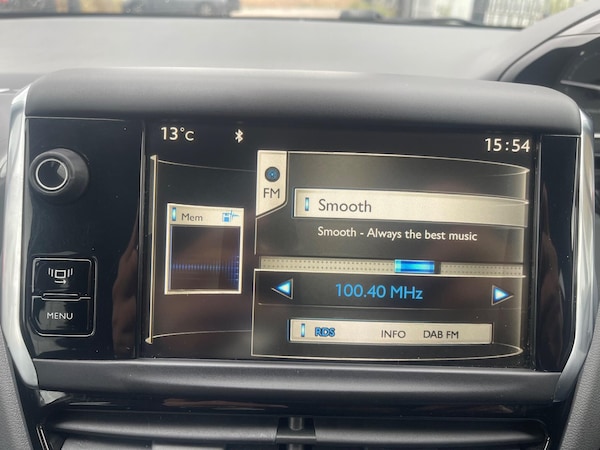 13°C
15:54
FM
Smooth
Mem
Smooth - Always the best music
100.40 MHz
MENU
RDS INFO DAB FM